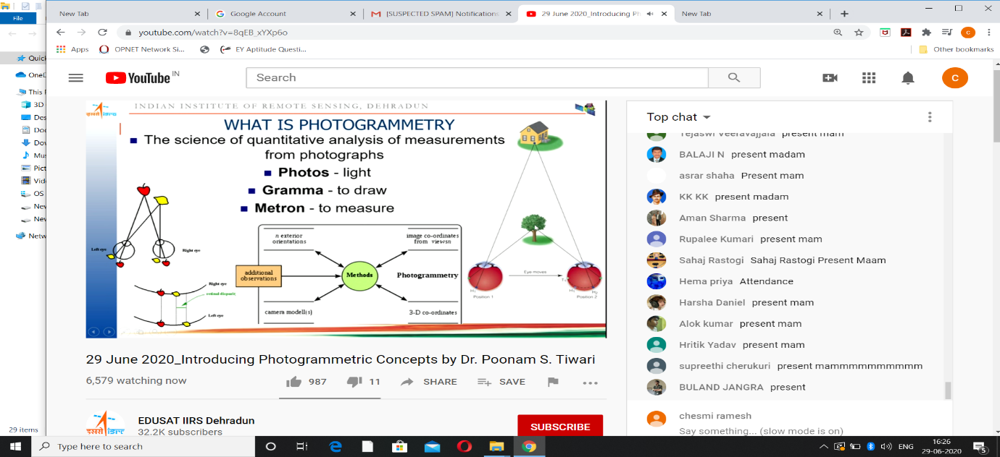 New Tab
Google Account
[SUSPECTED SPAM] Notifications
29 June 2020_Introducing Ph
New Tab
File
youtube.com/watch?v=8qEB_xYXp6o
C
Apps
OPNET Network Si...
EY Aptitude Questi...
Other bookmarks
Quick
OneD
This P
3D
Des
Doc
Dow
Mus
Pict
Vide
OS
New
New
Netw
29 items
YouTube IN
Search
C
INDIAN INSTITUTE OF REMOTE SENSING, DEHRADUN
WHAT IS PHOTOGRAMMETRY
The science of quantitative analysis of measurements
from photographs
Photos - light
Gramma - to draw
Metron - to measure
Left eye
Right eye
Right eye
retinal disparity
Left eye
n exterior
orientations
image co-ordinates
from viewsn
additional
observations
Methods
Photogrammetry
camera modell(s)
3-D co-ordinates
Eye moves
H1
Position 1
H1
H2
Position 2
29 June 2020_Introducing Photogrammetric Concepts by Dr. Poonam S. Tiwari
6,579 watching now
987
11
SHARE
SAVE
EDUSAT IIRS Dehradun
32.2K subscribers
SUBSCRIBE
Top chat
Tejaswi Veeravajjala present mam
BALAJI N present madam
asrar shaha Present mam
KK KK present madam
Aman Sharma present
Rupalee Kumari present mam
Sahaj Rastogi Sahaj Rastogi Present Maam
Hema priya Attendance
Harsha Daniel present mam
Alok kumar present mam
Hritik Yadav present mam
supreethi cherukuri present mammmmmmmmmm
BULAND JANGRA present
chesmi ramesh
Say something... (slow mode is on)
Type here to search
ENG
16:26
29-06-2020
5